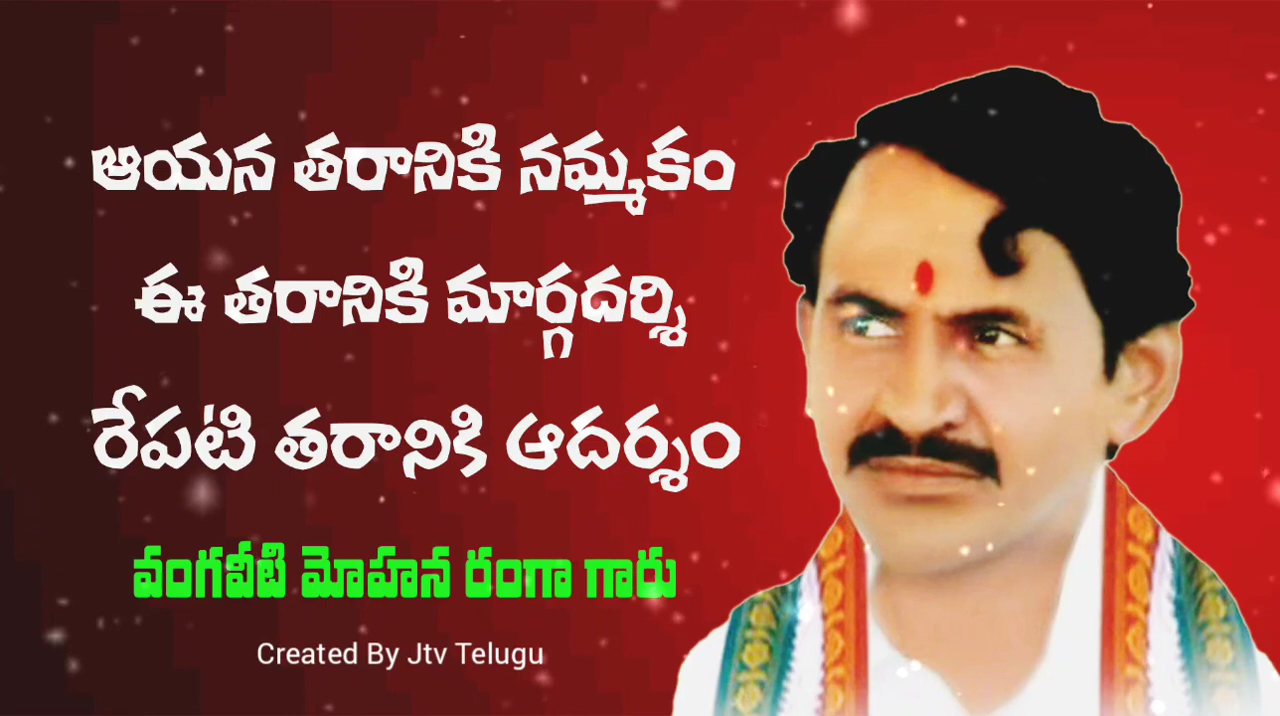 ఆయన తరానికి నమ్మకం
ఈ తరానికి మార్గదర్శి
రేపటి తరానికి ఆదర్శం
వంగవీటి మోహన రంగా గారు
Created By Jtv Telugu